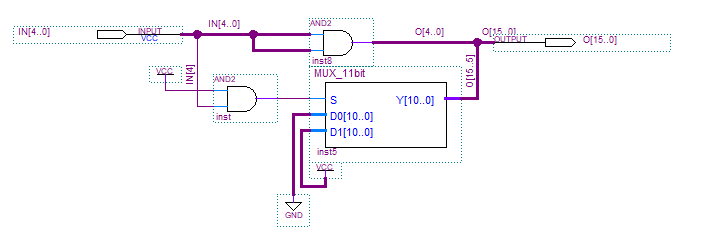 IN[4..0]
INPUT
VCC
IN[4..0]
AND2
inst8
O[4..0]
O[15..0]
OUTPUT
O[15..0]
IN[4]
O[15..5]
VCC
AND2
inst
MUX_11bit
S
Y[10..0]
D0[10..0]
D1[10..0]
inst5
VCC
GND